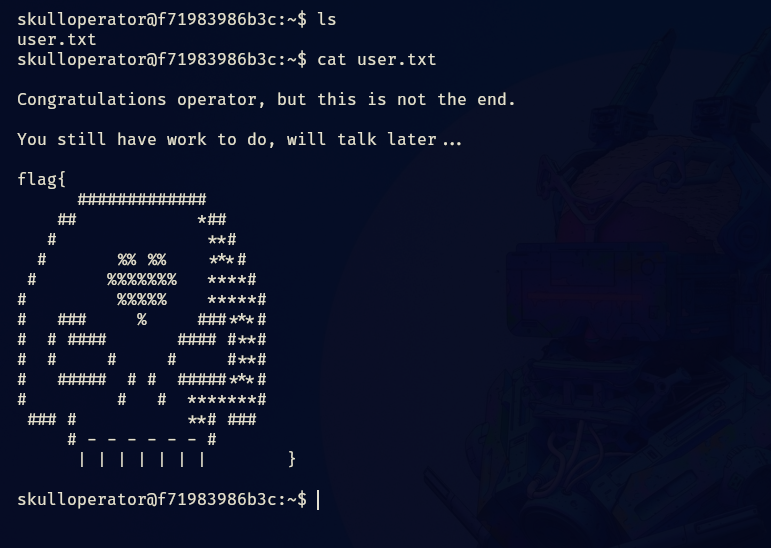 skulloperator@f71983986b3c:~$ ls
user.txt
skulloperator@f71983986b3c:~$ cat user.txt

Congratulations operator, but this is not the end.

You still have work to do, will talk later...

flag{
      #############
    ##            *##
   #               **#
  #       %% %%    ***#
 #       %%%%%%%   ****#
#         %%%%%    *****#
#   ###     %     ###***#
#  # ####       #### #**#
#  #     #     #     #**#
#   #####  # #  #####***#
#         #   #  *******#
 ### #           **# ###
     # - - - - - - #
      | | | | | | |        }

skulloperator@f71983986b3c:~$